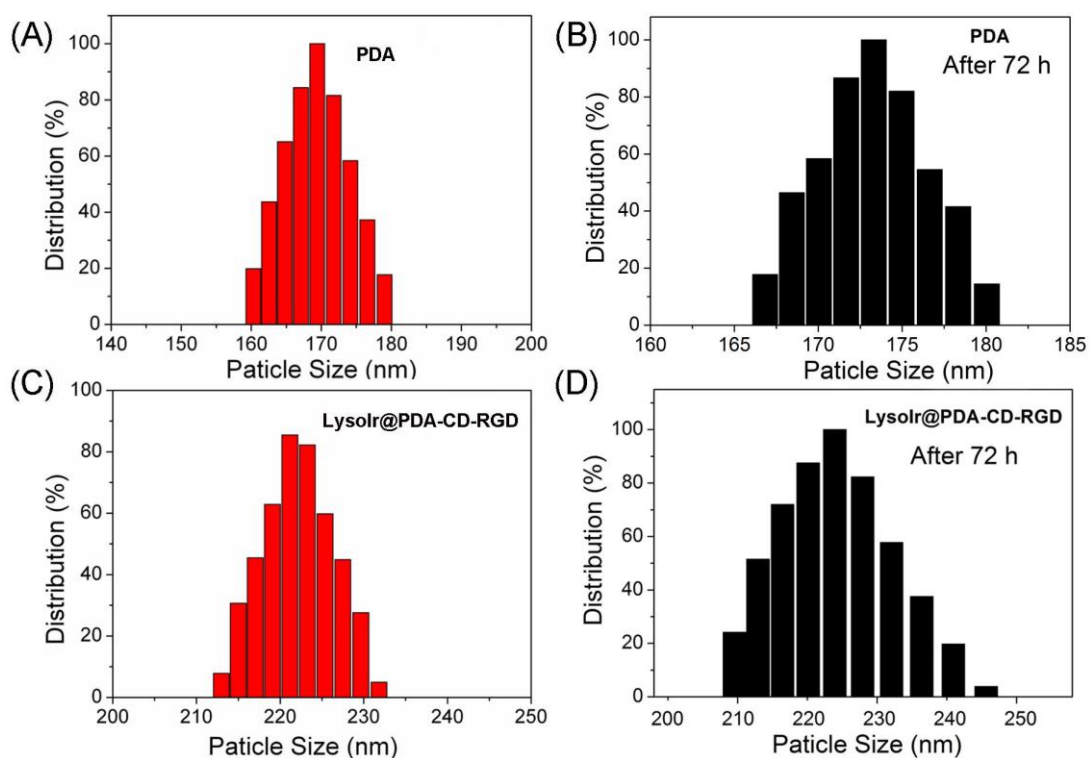 (A)
PDA
Distribution (%)
100
80
60
40
20
0
140 150 160 170 180 190 200
Paticle Size (nm)
(B)
PDA
After 72 h
Distribution (%)
100
80
60
40
20
0
160 165 170 175 180 185
Paticle Size (nm)
(C)
LysoIr@PDA-CD-RGD
Distribution (%)
100
80
60
40
20
0
200 210 220 230 240 250
Paticle Size (nm)
(D)
LysoIr@PDA-CD-RGD
After 72 h
Distribution (%)
100
80
60
40
20
0
200 210 220 230 240 250
Paticle Size (nm)